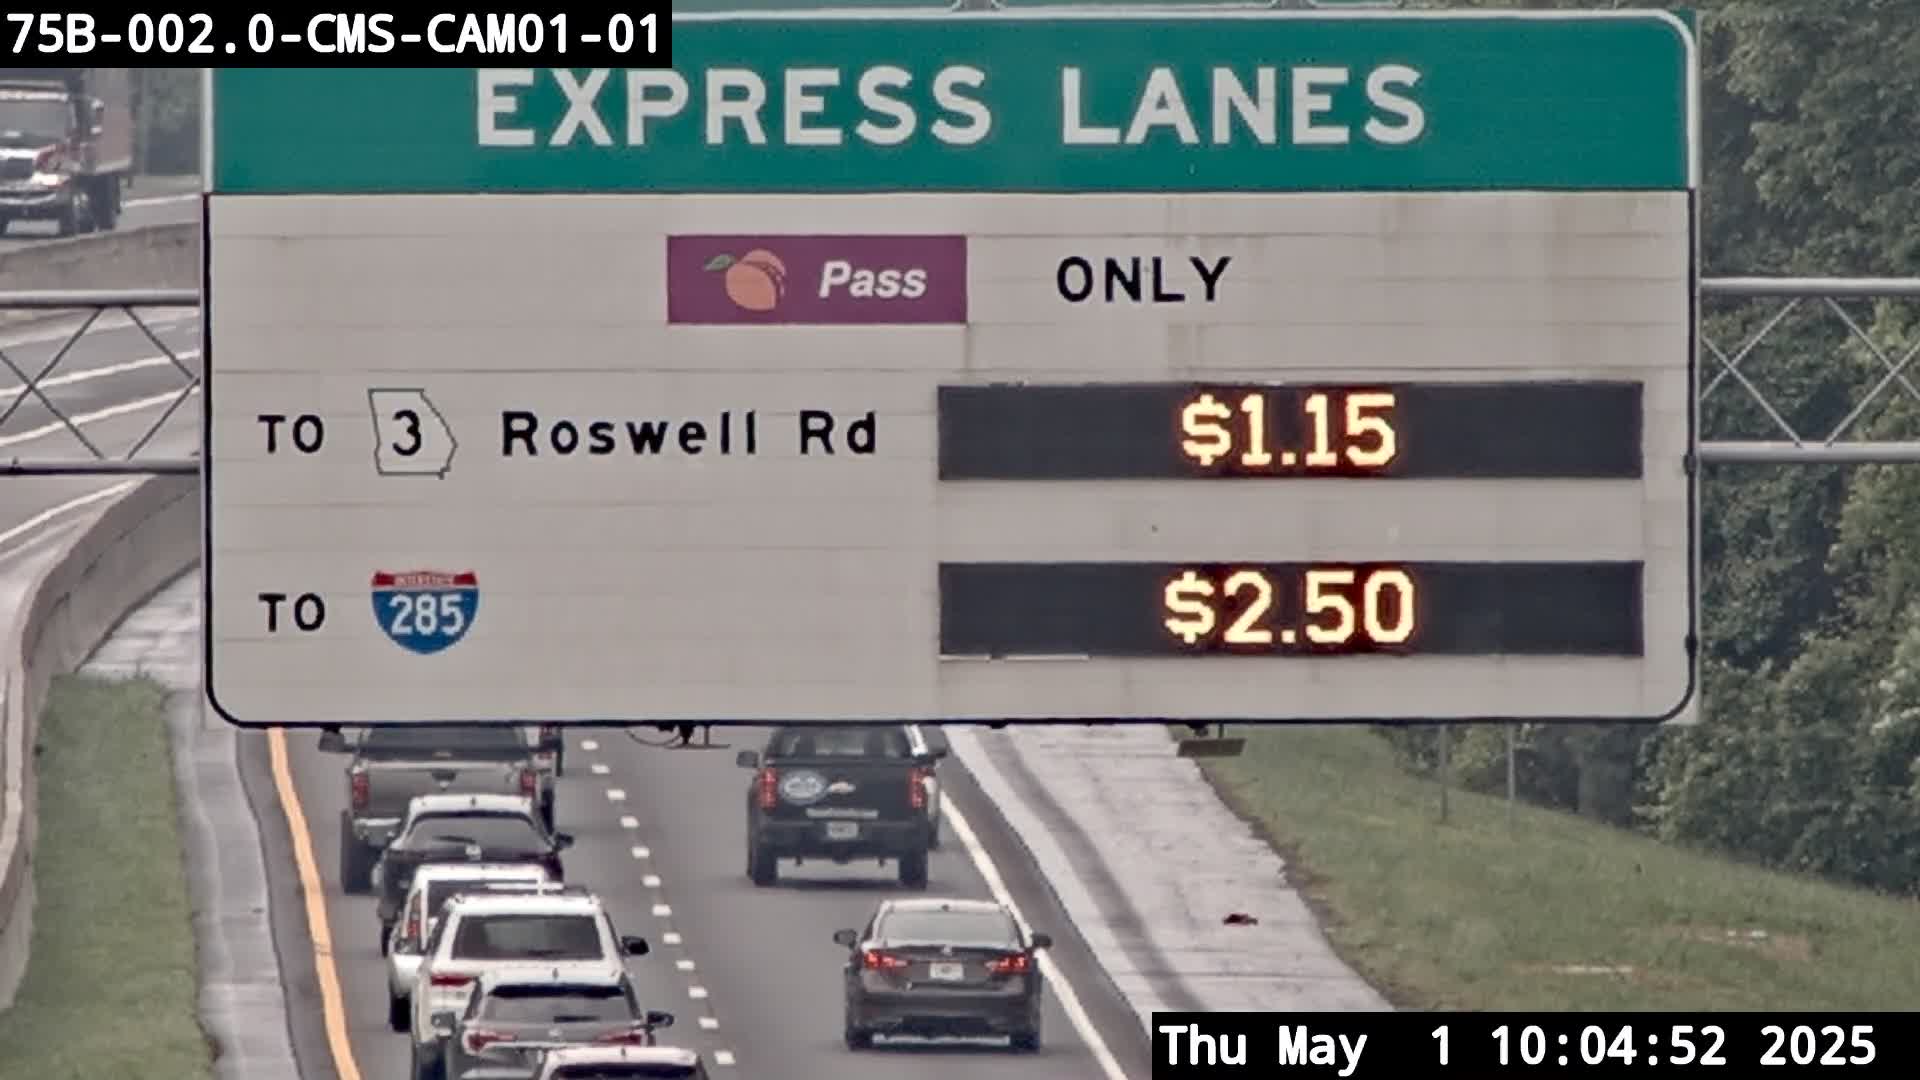 75B-002.0-CMS-CAM01-01
EXPRESS LANES
Pass ONLY
TO 3 Roswell Rd $1.15
INTERSTATE
TO 285 $2.50
Thu May 1 10:04:52 2025